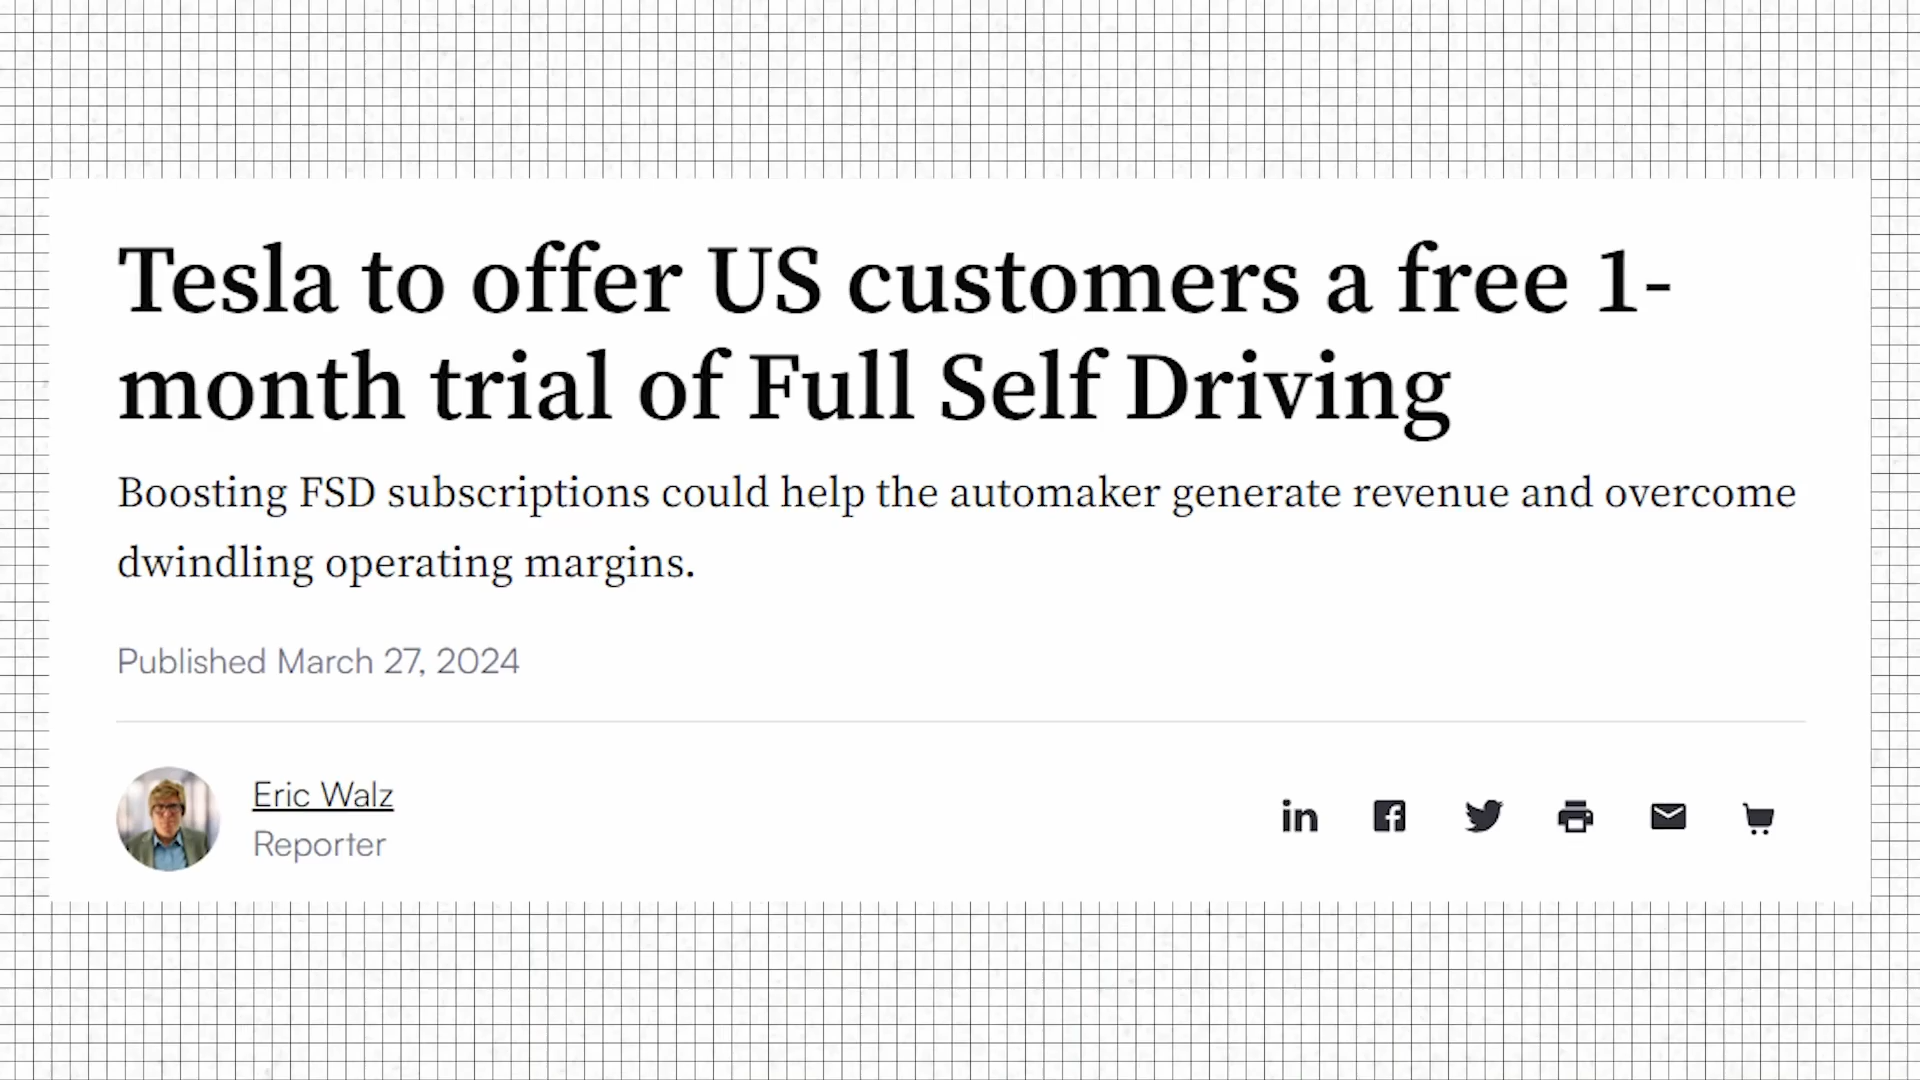 Tesla to offer US customers a free 1-
month trial of Full Self Driving
Boosting FSD subscriptions could help the automaker generate revenue and overcome
dwindling operating margins.
Published March 27, 2024
Eric Walz
Reporter